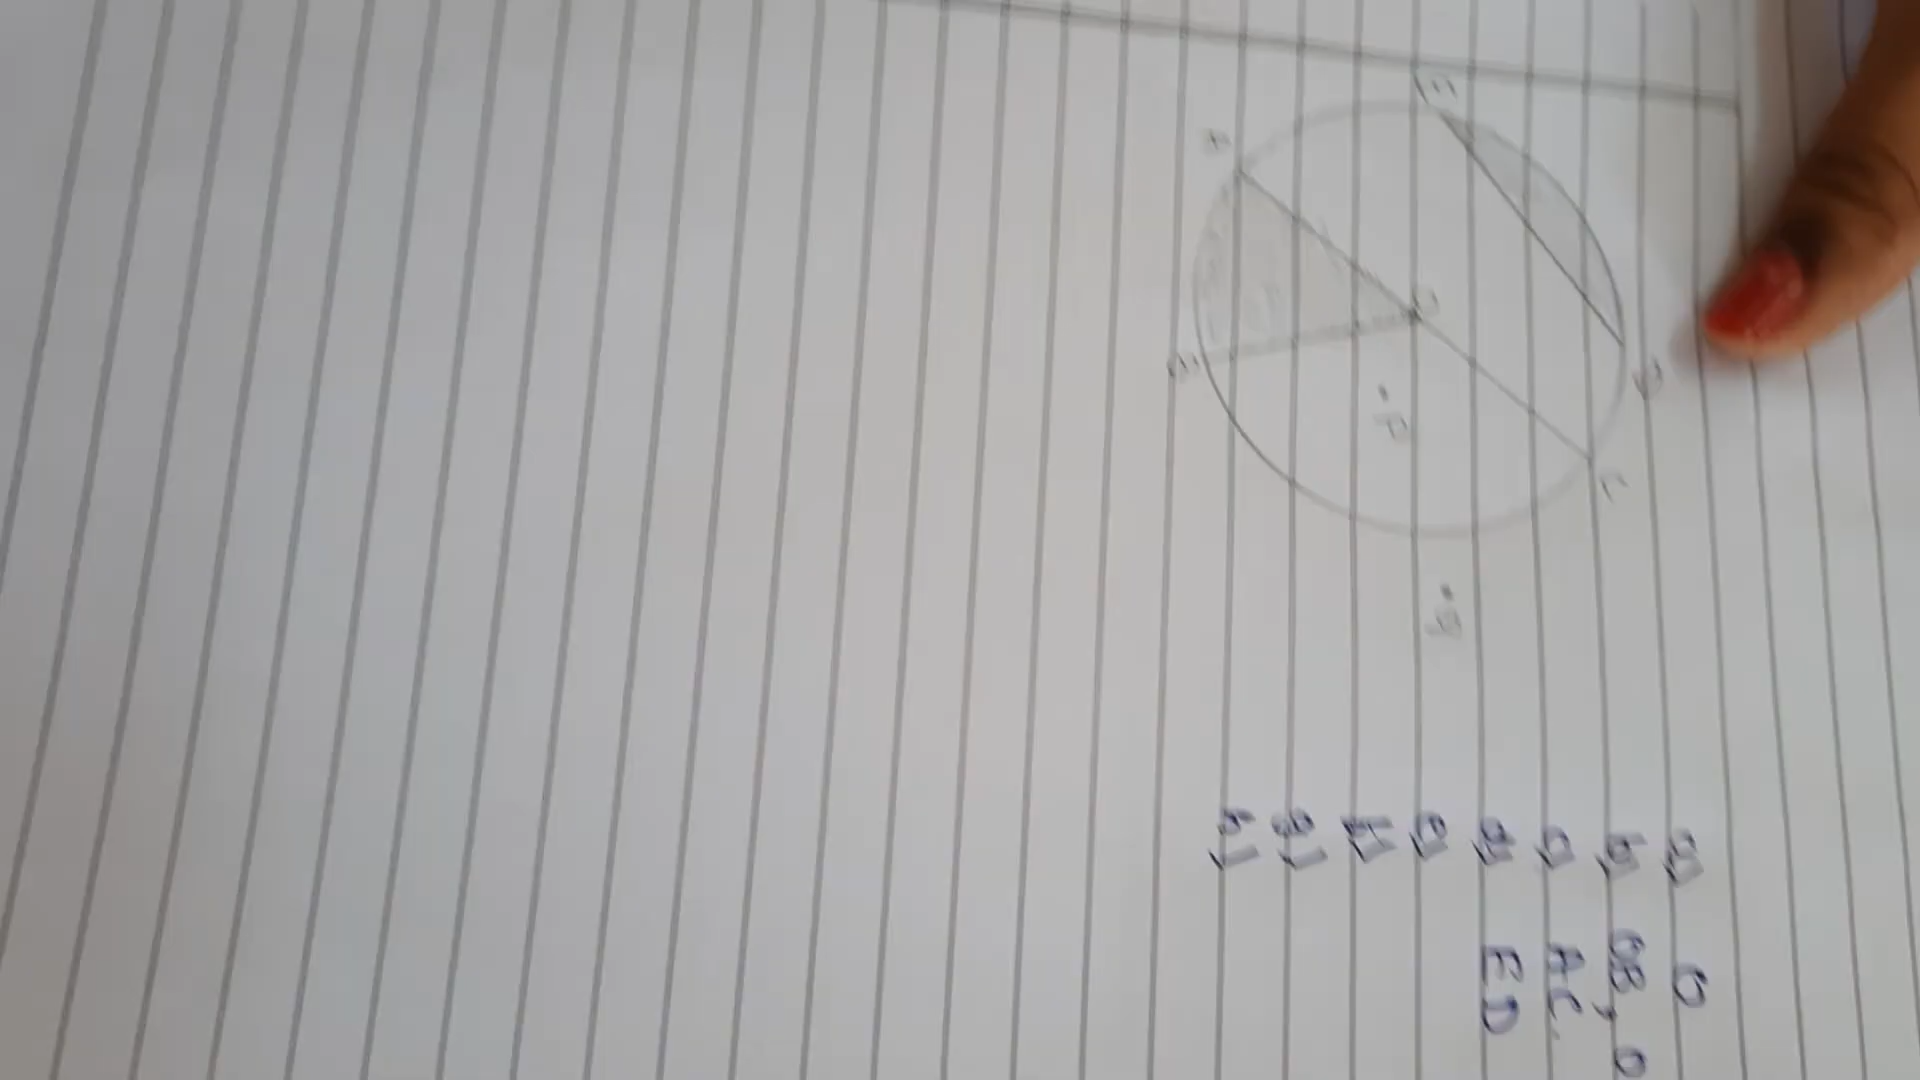 E
A
O
B
D
C
.P
.Q
a) O
b) OB, O
c) AC
d) ED
e)
f)
g)
h)